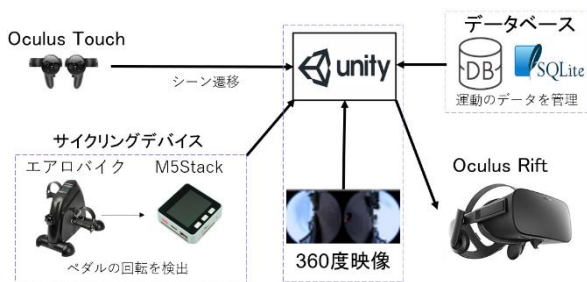 Oculus Touch
シーン遷移
unity
データベース
DB
SQLite
運動のデータを管理
サイクリングデバイス
エアロバイク
M5Stack
ペダルの回転を検出
360度映像
Oculus Rift